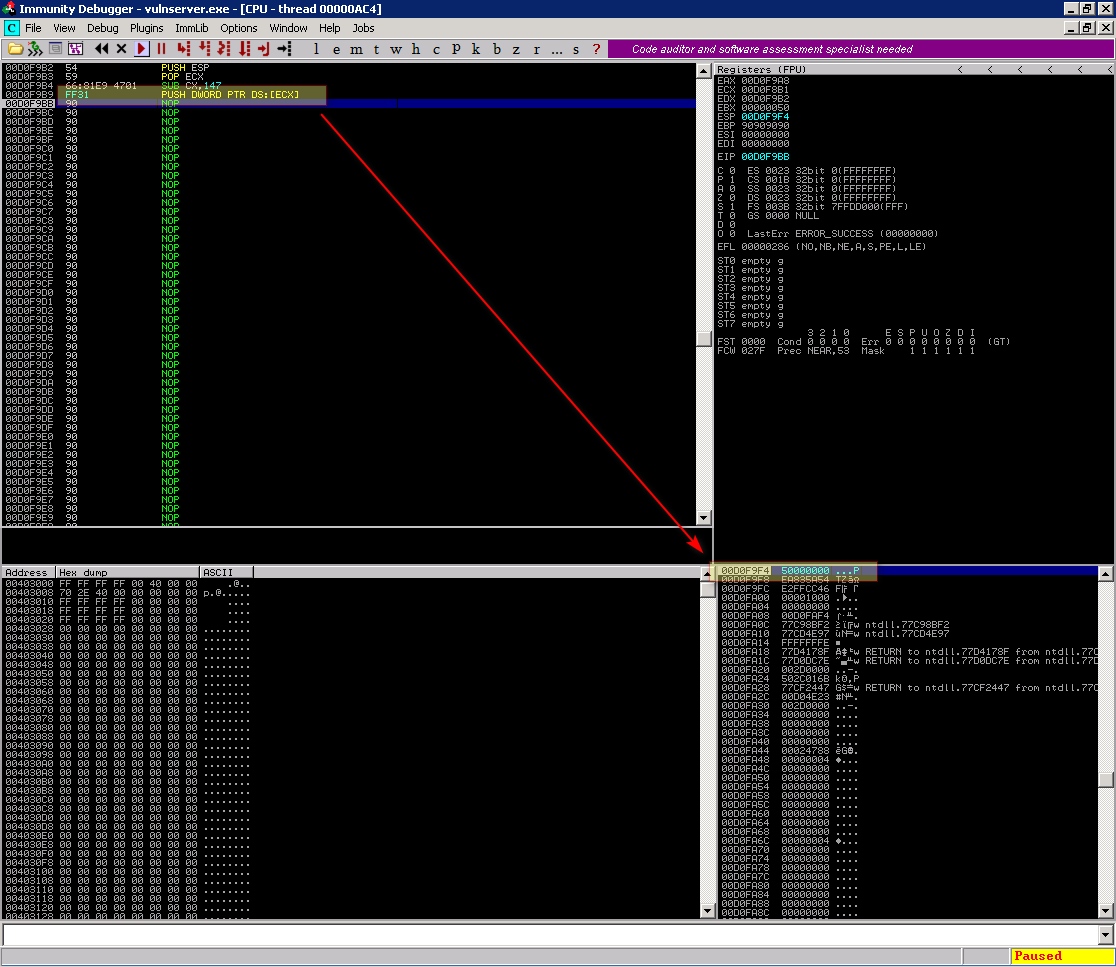 Immunity Debugger - vulnserver.exe - [CPU - thread 00000AC4]
File View Debug Plugins ImmLib Options Window Help Jobs
l e m t w h c p k b z r ... s ? Code auditor and software assessment specialist needed
00D0F9B2 54 PUSH ESP
00D0F9B3 59 POP ECX
00D0F9B4 66:81E9 4701 SUB CX,147
00D0F9B9 FF31 PUSH DWORD PTR DS:[ECX]
00D0F9BB 90 NOP
00D0F9BC 90 NOP
00D0F9BD 90 NOP
00D0F9BE 90 NOP
00D0F9BF 90 NOP
00D0F9C0 90 NOP
00D0F9C1 90 NOP
00D0F9C2 90 NOP
00D0F9C3 90 NOP
00D0F9C4 90 NOP
00D0F9C5 90 NOP
00D0F9C6 90 NOP
00D0F9C7 90 NOP
00D0F9C8 90 NOP
00D0F9C9 90 NOP
00D0F9CA 90 NOP
00D0F9CB 90 NOP
00D0F9CC 90 NOP
00D0F9CD 90 NOP
00D0F9CE 90 NOP
00D0F9CF 90 NOP
00D0F9D0 90 NOP
00D0F9D1 90 NOP
00D0F9D2 90 NOP
00D0F9D3 90 NOP
00D0F9D4 90 NOP
00D0F9D5 90 NOP
00D0F9D6 90 NOP
00D0F9D7 90 NOP
00D0F9D8 90 NOP
00D0F9D9 90 NOP
00D0F9DA 90 NOP
00D0F9DB 90 NOP
00D0F9DC 90 NOP
00D0F9DD 90 NOP
00D0F9DE 90 NOP
00D0F9DF 90 NOP
00D0F9E0 90 NOP
00D0F9E1 90 NOP
00D0F9E2 90 NOP
00D0F9E3 90 NOP
00D0F9E4 90 NOP
00D0F9E5 90 NOP
00D0F9E6 90 NOP
00D0F9E7 90 NOP
00D0F9E8 90 NOP
00D0F9E9 90 NOP
Registers (FPU) < < < < < <
EAX 00D0F9A8
ECX 00D0F8B1
EDX 00D0F9B2
EBX 00000050
ESP 00D0F9F4
EBP 90909090
ESI 00000000
EDI 00000000
EIP 00D0F9BB
C 0 ES 0023 32bit 0(FFFFFFFF)
P 1 CS 001B 32bit 0(FFFFFFFF)
A 0 SS 0023 32bit 0(FFFFFFFF)
Z 0 DS 0023 32bit 0(FFFFFFFF)
S 1 FS 003B 32bit 7FFDD000(FFF)
T 0 GS 0000 NULL
D 0
O 0 LastErr ERROR_SUCCESS (00000000)
EFL 00000286 (NO,NB,NE,A,S,PE,L,LE)
ST0 empty g
ST1 empty g
ST2 empty g
ST3 empty g
ST4 empty g
ST5 empty g
ST6 empty g
ST7 empty g
3 2 1 0 E S P U O Z D I
FST 0000 Cond 0 0 0 0 Err 0 0 0 0 0 0 0 0 (GT)
FCW 027F Prec NEAR,53 Mask 1 1 1 1 1 1
Address Hex dump ASCII
00403000 FF FF FF FF 00 40 00 00 .@..
00403008 70 2E 40 00 00 00 00 00 p.@.....
00403010 FF FF FF FF 00 00 00 00 ....
00403018 FF FF FF FF 00 00 00 00 ....
00403020 FF FF FF FF 00 00 00 00 ....
00403028 00 00 00 00 00 00 00 00 ........
00403030 00 00 00 00 00 00 00 00 ........
00403038 00 00 00 00 00 00 00 00 ........
00403040 00 00 00 00 00 00 00 00 ........
00403048 00 00 00 00 00 00 00 00 ........
00403050 00 00 00 00 00 00 00 00 ........
00403058 00 00 00 00 00 00 00 00 ........
00403060 00 00 00 00 00 00 00 00 ........
00403068 00 00 00 00 00 00 00 00 ........
00403070 00 00 00 00 00 00 00 00 ........
00403078 00 00 00 00 00 00 00 00 ........
00403080 00 00 00 00 00 00 00 00 ........
00403088 00 00 00 00 00 00 00 00 ........
00403090 00 00 00 00 00 00 00 00 ........
00403098 00 00 00 00 00 00 00 00 ........
004030A0 00 00 00 00 00 00 00 00 ........
004030A8 00 00 00 00 00 00 00 00 ........
004030B0 00 00 00 00 00 00 00 00 ........
004030B8 00 00 00 00 00 00 00 00 ........
004030C0 00 00 00 00 00 00 00 00 ........
004030C8 00 00 00 00 00 00 00 00 ........
004030D0 00 00 00 00 00 00 00 00 ........
004030D8 00 00 00 00 00 00 00 00 ........
004030E0 00 00 00 00 00 00 00 00 ........
004030E8 00 00 00 00 00 00 00 00 ........
004030F0 00 00 00 00 00 00 00 00 ........
004030F8 00 00 00 00 00 00 00 00 ........
00403100 00 00 00 00 00 00 00 00 ........
00403108 00 00 00 00 00 00 00 00 ........
00403110 00 00 00 00 00 00 00 00 ........
00403118 00 00 00 00 00 00 00 00 ........
00403120 00 00 00 00 00 00 00 00 ........
00403128 00 00 00 00 00 00 00 00 ........
00D0F9F4 50000000 ...P
00D0F9F8 EA835A54
00D0F9FC E2FFCC46
00D0FA00 00001000
00D0FA04 00000000 ....
00D0FA08 00D0FAF4
00D0FA0C 77C98BF2 ntdll.77C98BF2
00D0FA10 77CD4E97 ntdll.77CD4E97
00D0FA14 FFFFFFFE
00D0FA18 77D4178F RETURN to ntdll.77D4178F from ntdll.77C
00D0FA1C 77D0DC7E RETURN to ntdll.77D0DC7E from ntdll.77C
00D0FA20 002D0000 ..-.
00D0FA24 502C016B
00D0FA28 77CF2447 RETURN to ntdll.77CF2447 from ntdll.77C
00D0FA2C 00D04E23
00D0FA30 002D0000 ..-.
00D0FA34 00000000 ....
00D0FA38 00000000 ....
00D0FA3C 00000000 ....
00D0FA40 00000000 ....
00D0FA44 00024788
00D0FA48 00000004 ♦...
00D0FA4C 00000000 ....
00D0FA50 00000000 ....
00D0FA54 00000000 ....
00D0FA58 00000000 ....
00D0FA5C 00000000 ....
00D0FA60 00000000 ....
00D0FA64 00000000 ....
00D0FA68 00000000 ....
00D0FA6C 00000004 ♦...
00D0FA70 00000000 ....
00D0FA74 00000000 ....
00D0FA78 00000000 ....
00D0FA7C 00000000 ....
00D0FA80 00000000 ....
00D0FA84 00000000 ....
00D0FA88 00000000 ....
00D0FA8C 00000000 ....
Paused